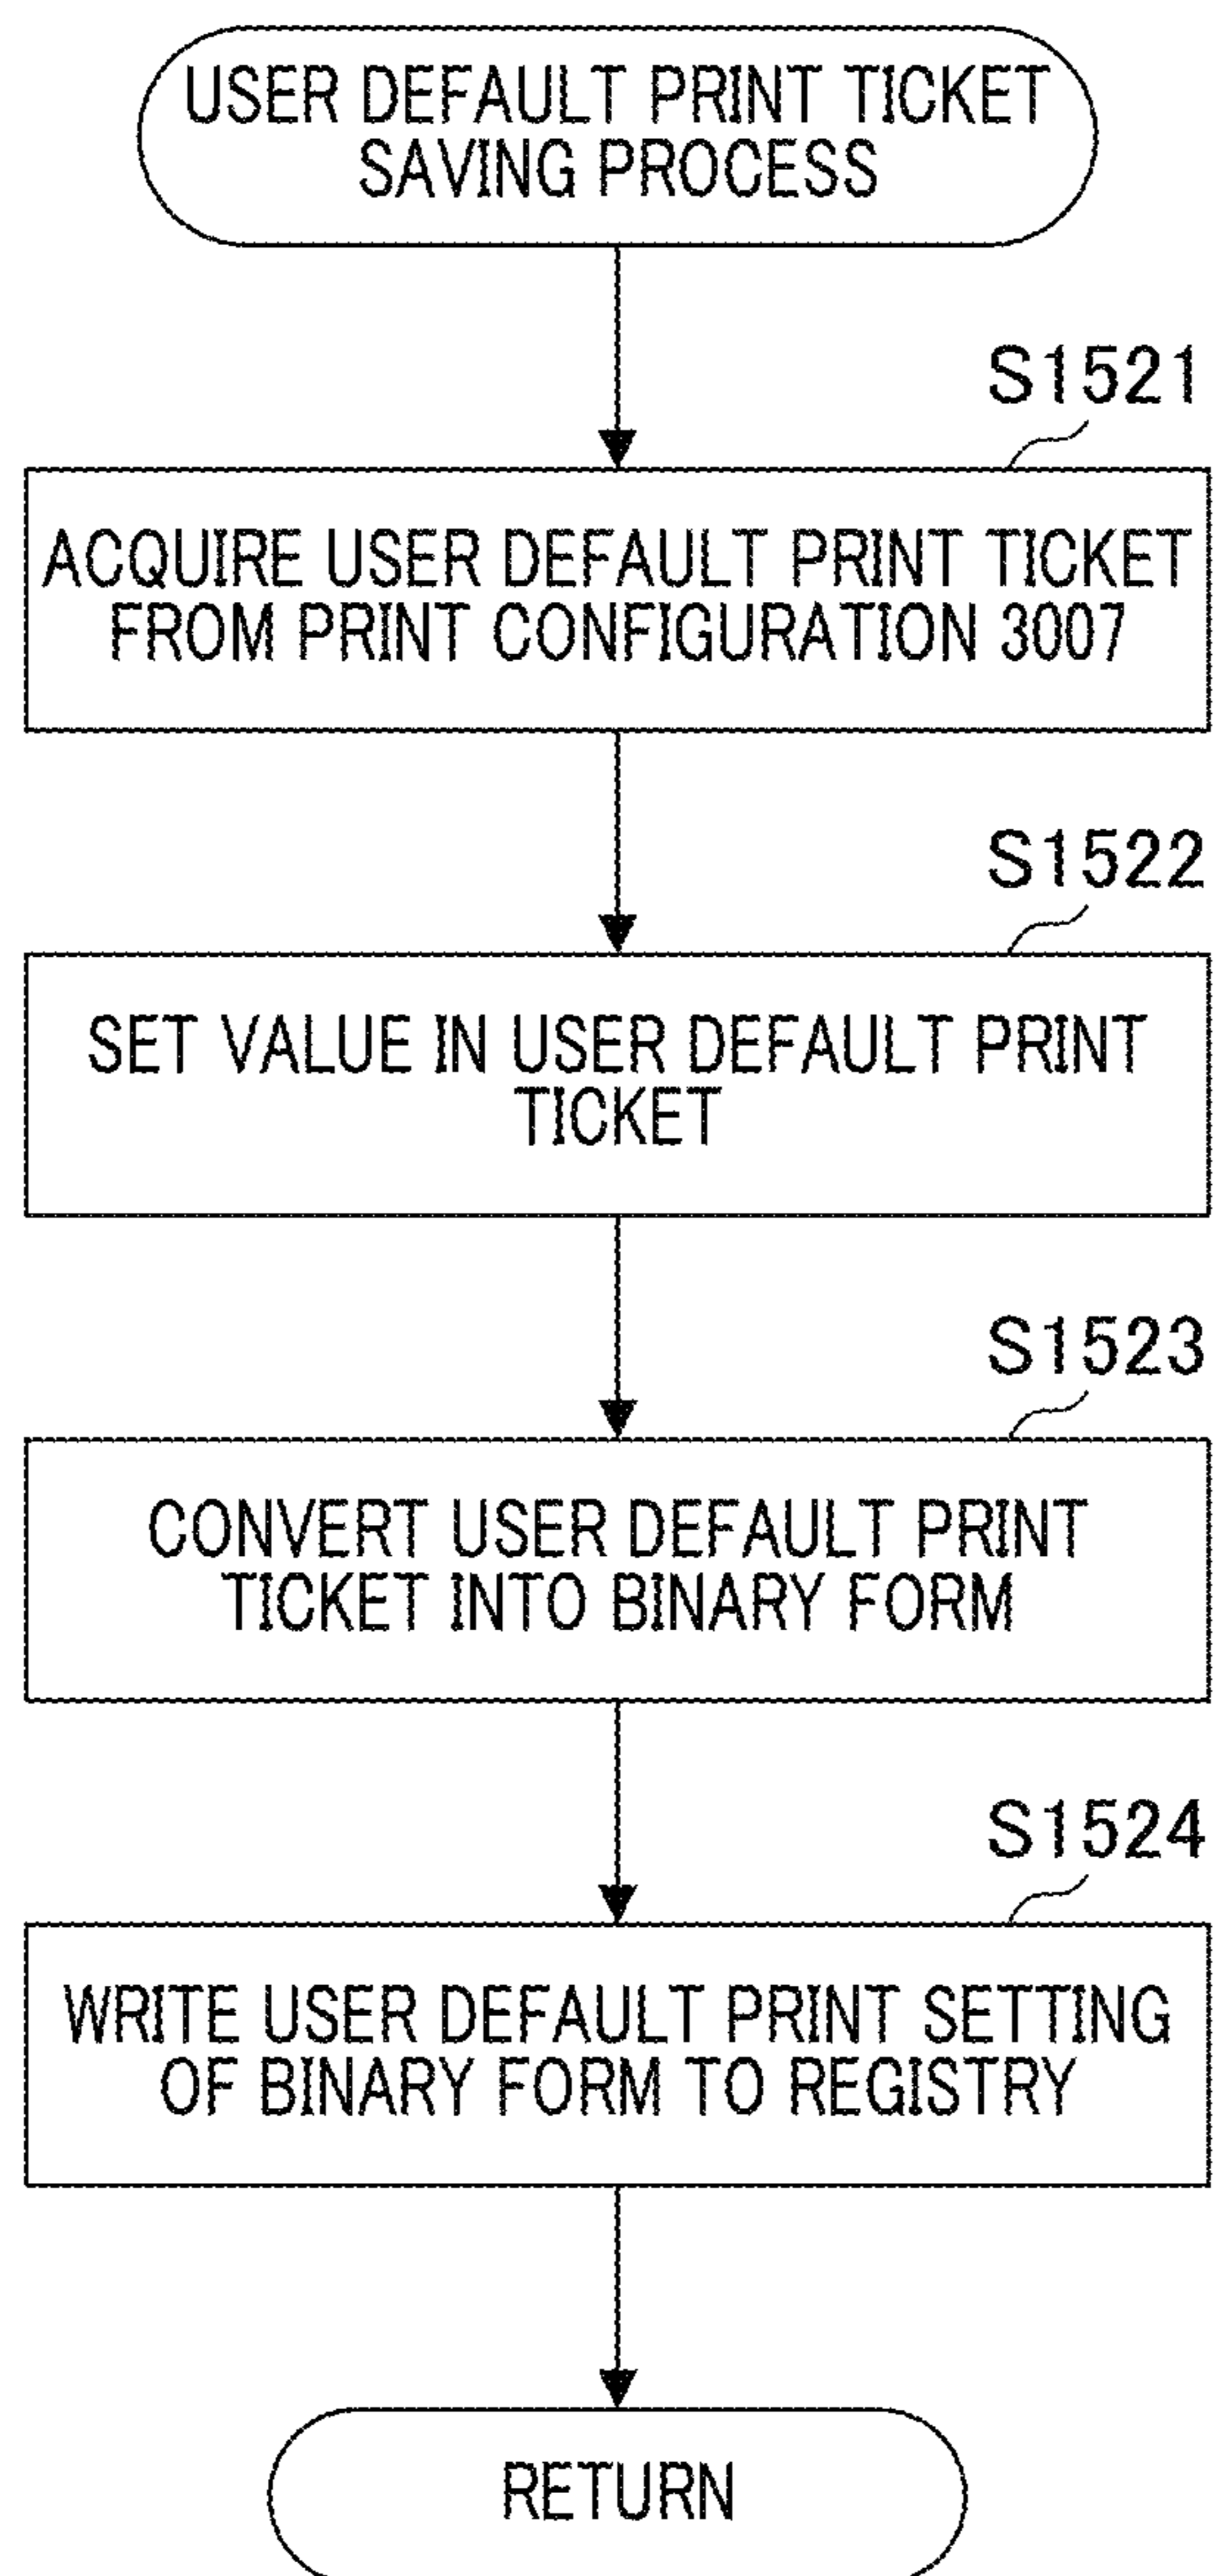 USER DEFAULT PRINT TICKET
SAVING PROCESS
S1521
ACQUIRE USER DEFAULT PRINT TICKET
FROM PRINT CONFIGURATION 3007
S1522
SET VALUE IN USER DEFAULT PRINT
TICKET
S1523
CONVERT USER DEFAULT PRINT
TICKET INTO BINARY FORM
S1524
WRITE USER DEFAULT PRINT SETTING
OF BINARY FORM TO REGISTRY
RETURN